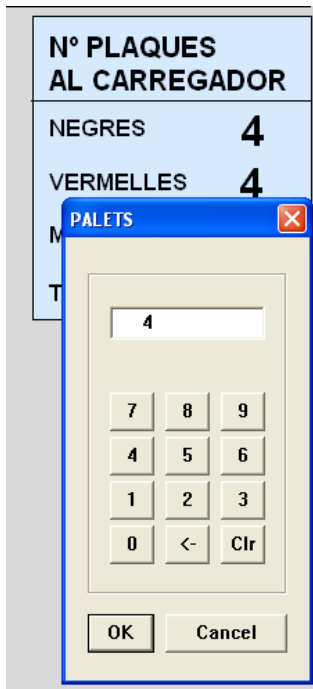 Nº PLAQUES
AL CARREGADOR
NEGRES 4
VERMELLES 4
M
T
PALETS
4
7 8 9
4 5 6
1 2 3
0 <- Clr
OK Cancel